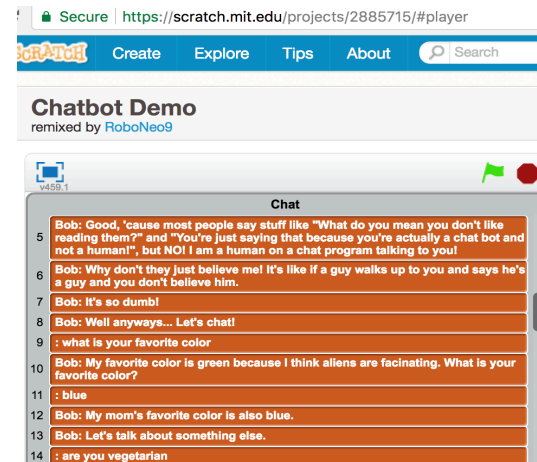 Secure https://scratch.mit.edu/projects/2885715/#player
SCRATCH Create Explore Tips About Search
Chatbot Demo
remixed by RoboNeo9
v459.1
Chat
Bob: Good, 'cause most people say stuff like "What do you mean you don't like
5 reading them?" and "You're just saying that because you're actually a chat bot and
not a human!", but NO! I am a human on a chat program talking to you!
6 Bob: Why don't they just believe me! It's like if a guy walks up to you and says he's
a guy and you don't believe him.
7 Bob: It's so dumb!
8 Bob: Well anyways... Let's chat!
9 : what is your favorite color
10 Bob: My favorite color is green because I think aliens are facinating. What is your
favorite color?
11 : blue
12 Bob: My mom's favorite color is also blue.
13 Bob: Let's talk about something else.
14 : are you vegetarian